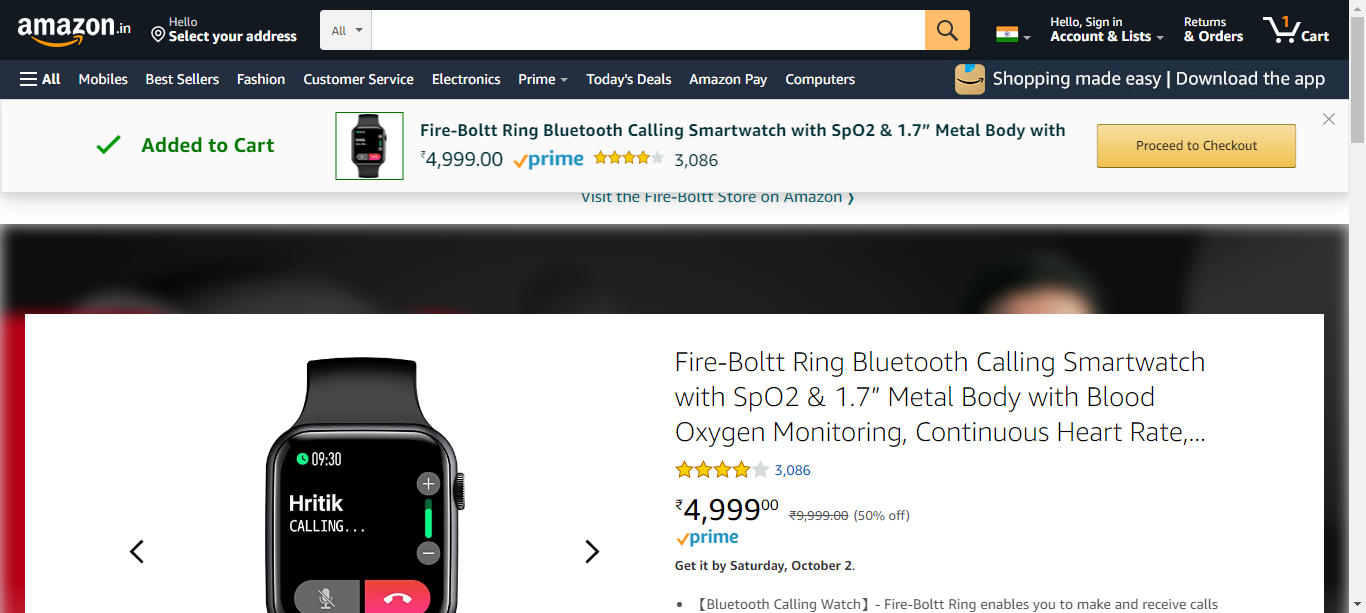 amazon.in
Hello
Select your address
All
Hello, Sign in
Account & Lists
Returns
& Orders
1
Cart
All Mobiles Best Sellers Fashion Customer Service Electronics Prime Today's Deals Amazon Pay Computers
Shopping made easy | Download the app
Added to Cart
Fire-Boltt Ring Bluetooth Calling Smartwatch with SpO2 & 1.7” Metal Body with
₹4,999.00 prime 3,086
Proceed to Checkout
Visit the Fire-Boltt Store on Amazon ❯
09:30
Hritik
CALLING...
Fire-Boltt Ring Bluetooth Calling Smartwatch
with SpO2 & 1.7” Metal Body with Blood
Oxygen Monitoring, Continuous Heart Rate,...
3,086
₹4,99900 ₹9,999.00 (50% off)
prime
Get it by Saturday, October 2.
• 【Bluetooth Calling Watch】- Fire-Boltt Ring enables you to make and receive calls